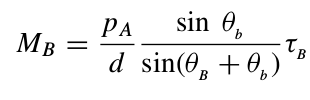 M_B = \frac{p_A}{d} \frac{\sin \theta_b}{\sin(\theta_B + \theta_b)} \tau_B